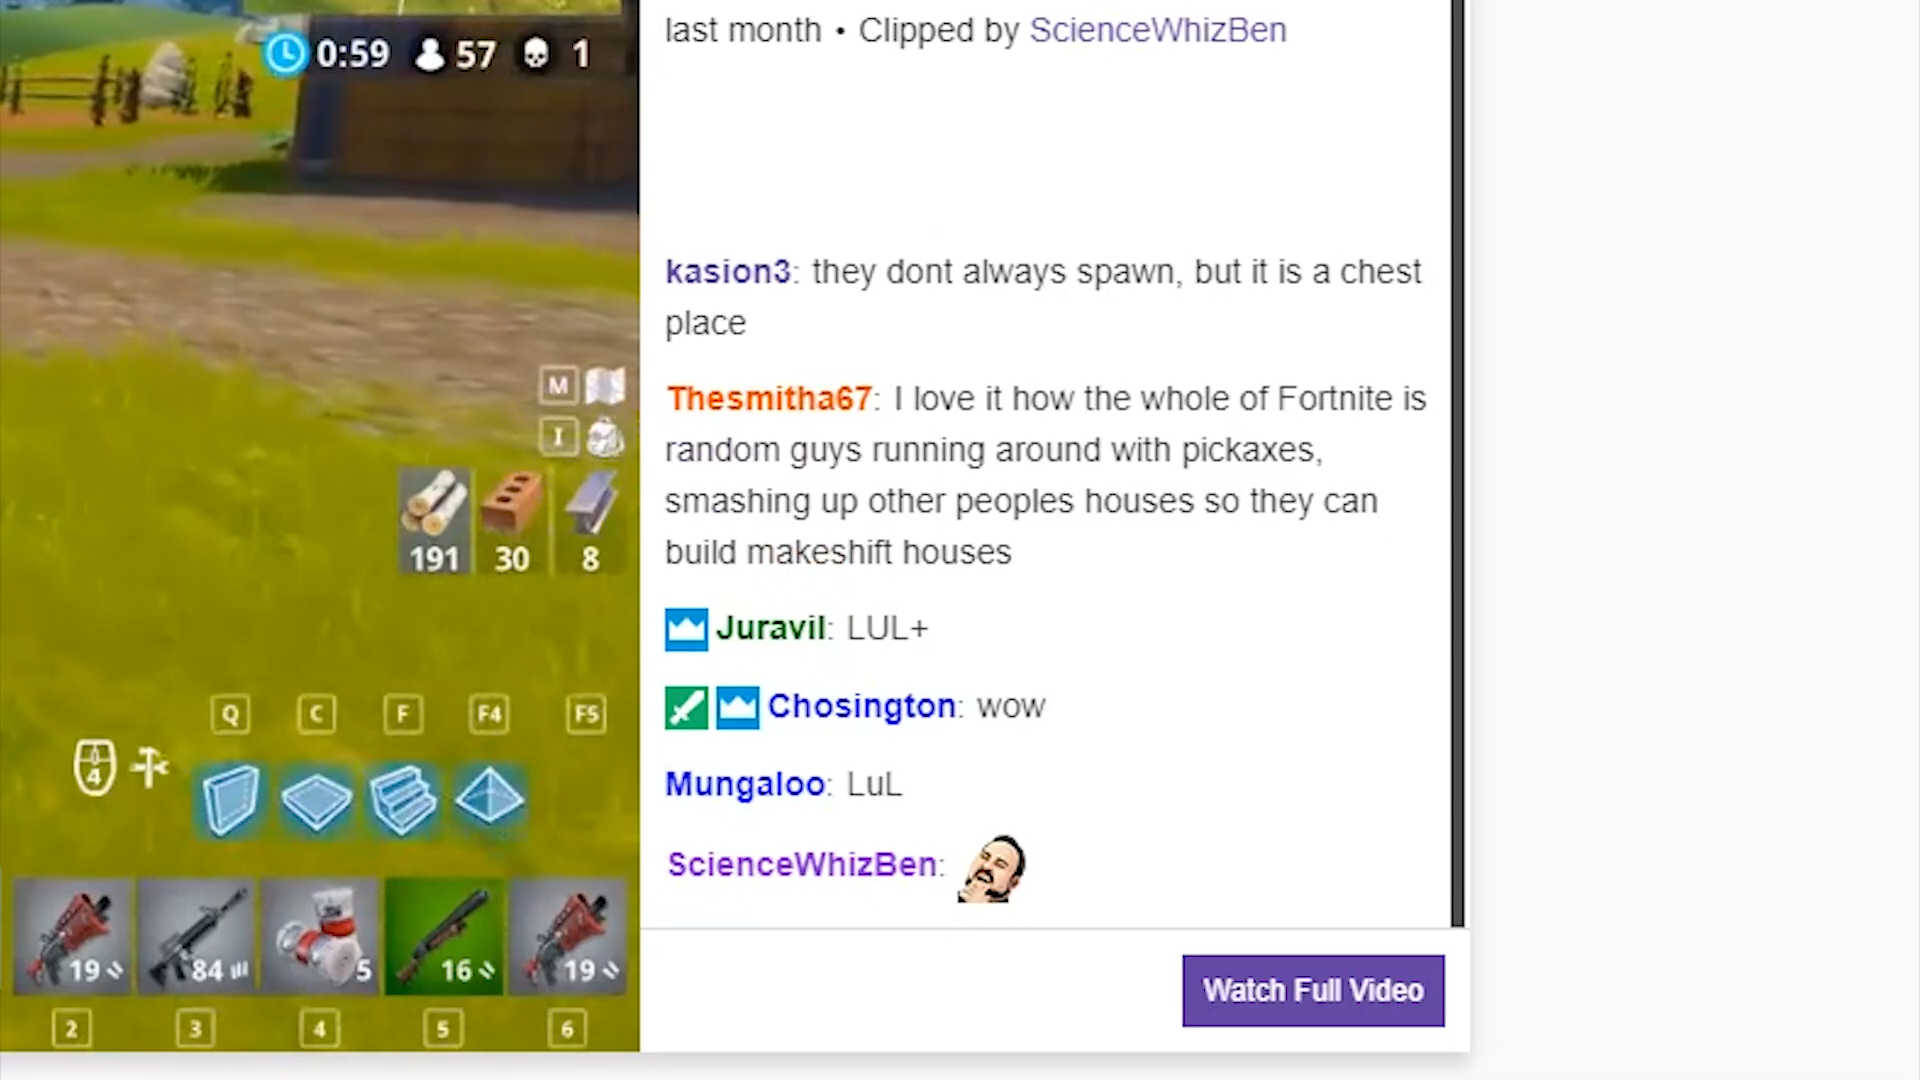 0:59 57 1
last month • Clipped by ScienceWhizBen
kasion3: they dont always spawn, but it is a chest
place
M
Thesmitha67: I love it how the whole of Fortnite is
random guys running around with pickaxes,
smashing up other peoples houses so they can
build makeshift houses
I
191 30 8
Juravil: LUL+
Chosington: wow
Mungaloo: LuL
ScienceWhizBen:
Q C F F4 F5
4
19 84 5 16 19
2 3 4 5 6
Watch Full Video